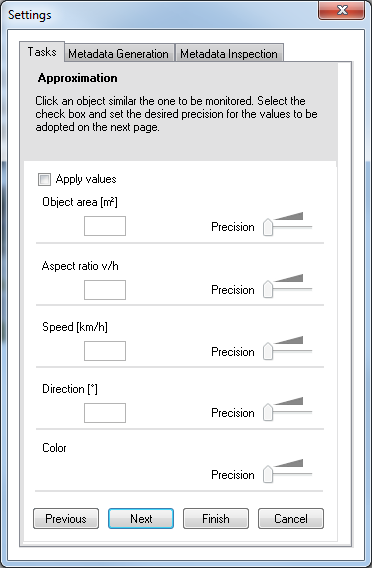 Settings
Tasks Metadata Generation Metadata Inspection
Approximation
Click an object similar the one to be monitored. Select the
check box and set the desired precision for the values to be
adopted on the next page.
Apply values
Object area [m²]
Precision
Aspect ratio v/h
Precision
Speed [km/h]
Precision
Direction [°]
Precision
Color
Precision
Previous Next Finish Cancel